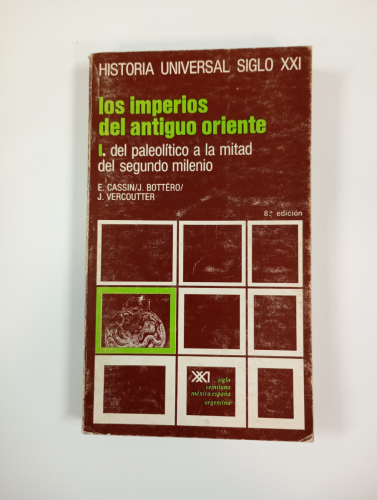 HISTORIA UNIVERSAL SIGLO XXI
los imperios
del antiguo oriente
I. del paleolítico a la mitad
del segundo milenio
E. CASSIN/J. BOTTÉRO/
J. VERCOUTTER
8.ª edición
XXI
siglo
veintiuno
méxico españa
argentina